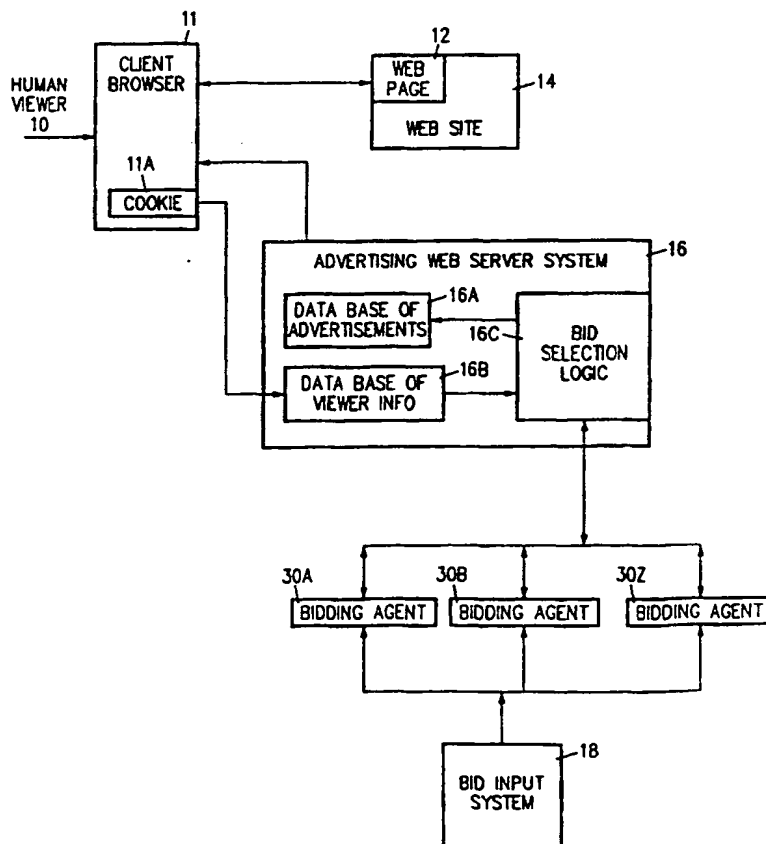 11
CLIENT
BROWSER
HUMAN
VIEWER
10
11A
COOKIE
12
WEB
PAGE
14
WEB SITE
16
ADVERTISING WEB SERVER SYSTEM
16A
DATA BASE OF
ADVERTISEMENTS
16C
BID
SELECTION
LOGIC
16B
DATA BASE OF
VIEWER INFO
30A
BIDDING AGENT
30B
BIDDING AGENT
30Z
BIDDING AGENT
18
BID INPUT
SYSTEM